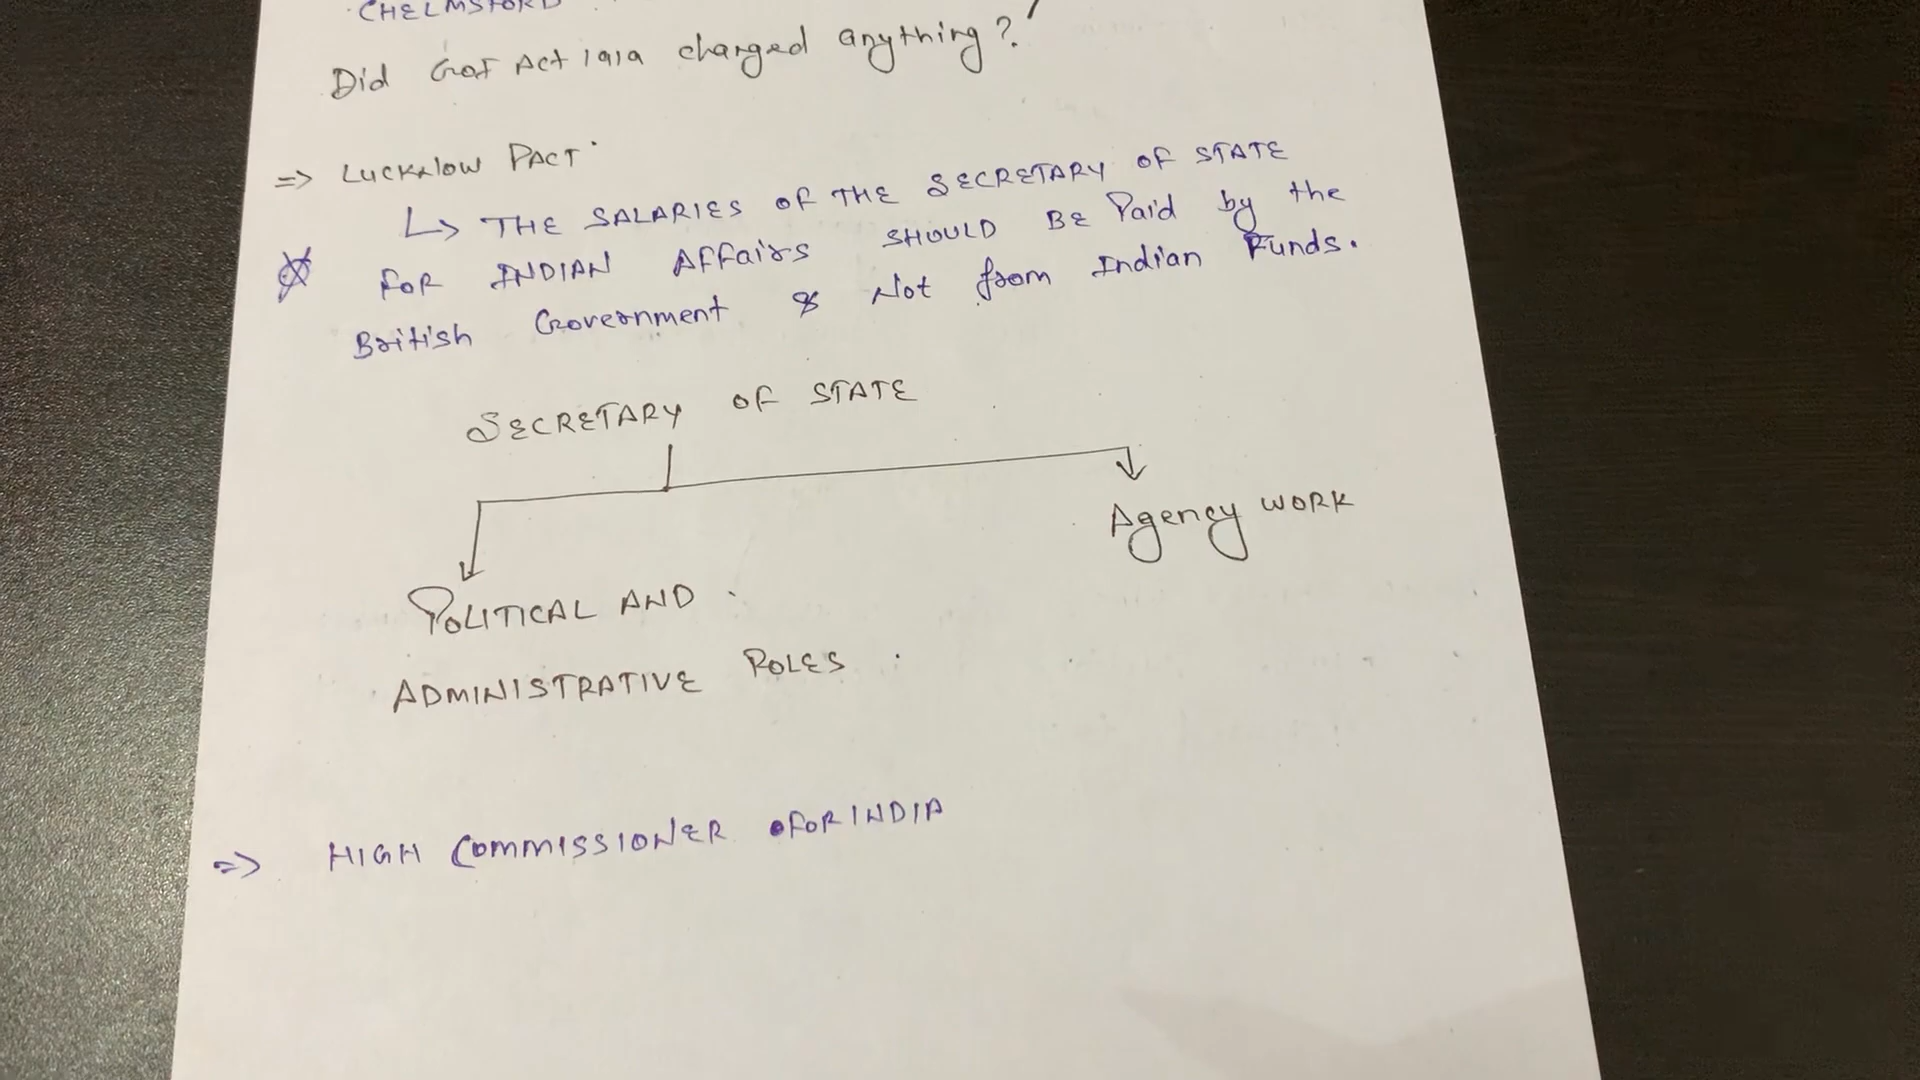 CHELMSFORD
Did GOI Act 1919 changed anything?
=> LUCKNOW PACT
↳ THE SALARIES OF THE SECRETARY OF STATE
FOR INDIAN AFFairs SHOULD BE Paid by the
British Government & Not from Indian Funds.
SECRETARY OF STATE
Agency WORK
POLITICAL AND
ADMINISTRATIVE ROLES
=> HIGH COMMISSIONER FOR INDIA